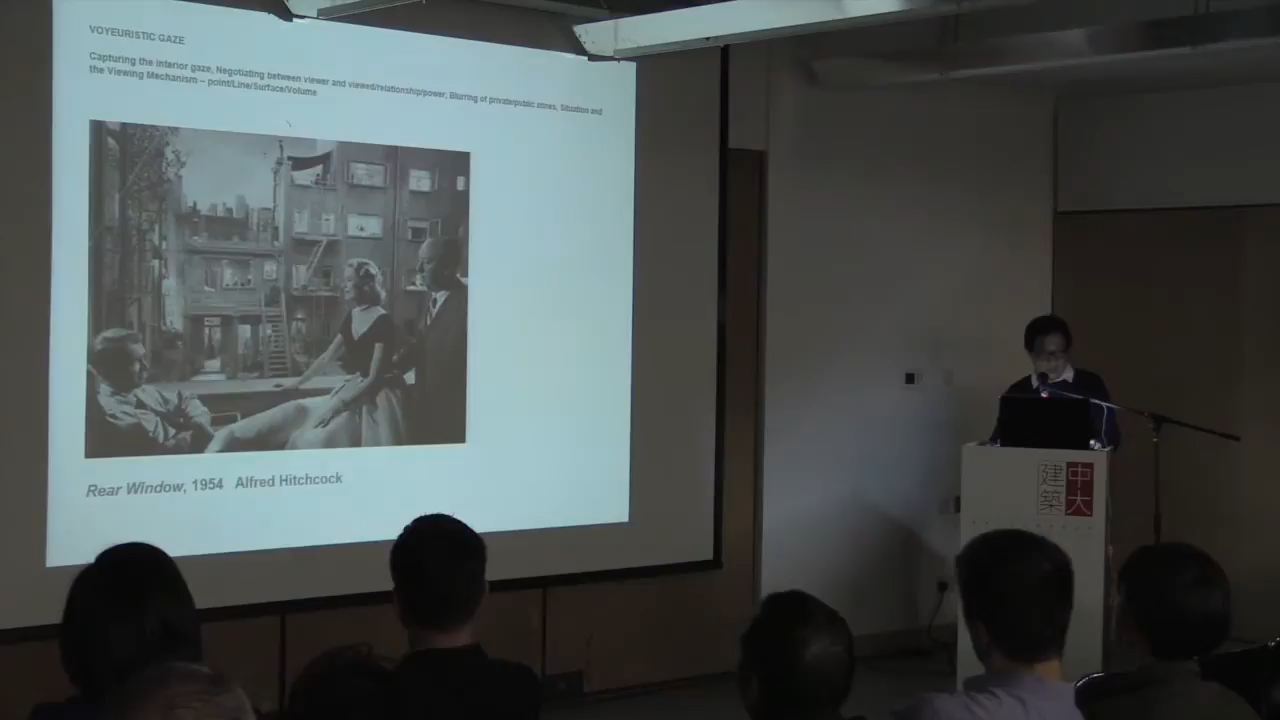 VOYEURISTIC GAZE
Capturing the interior gaze, Negotiating between viewer and viewed/relationship/power, Blurring of private/public zones, Situation and
the Viewing Mechanism – point/Line/Surface/Volume
Rear Window, 1954 Alfred Hitchcock
建築
中大